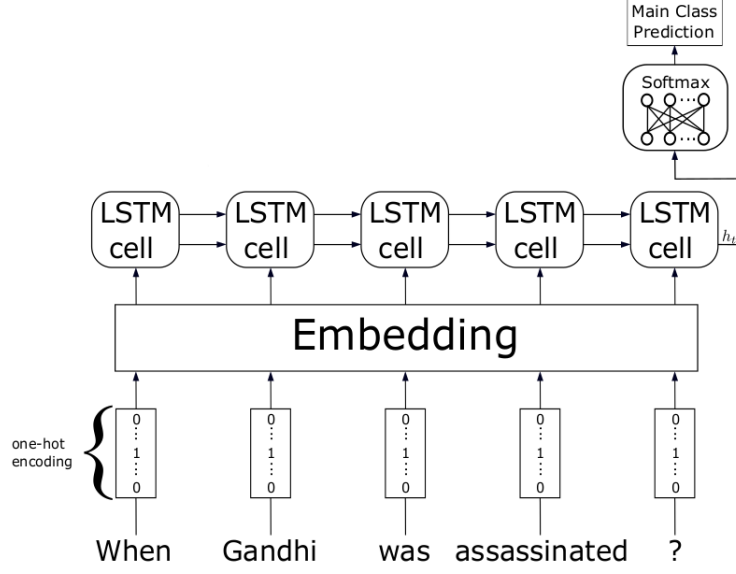 Main Class
Prediction
Softmax
LSTM
cell
LSTM
cell
LSTM
cell
LSTM
cell
LSTM
cell
Embedding
one-hot
encoding
0
1
0
0
1
0
0
1
0
0
1
0
0
1
0
When Gandhi was assassinated ?